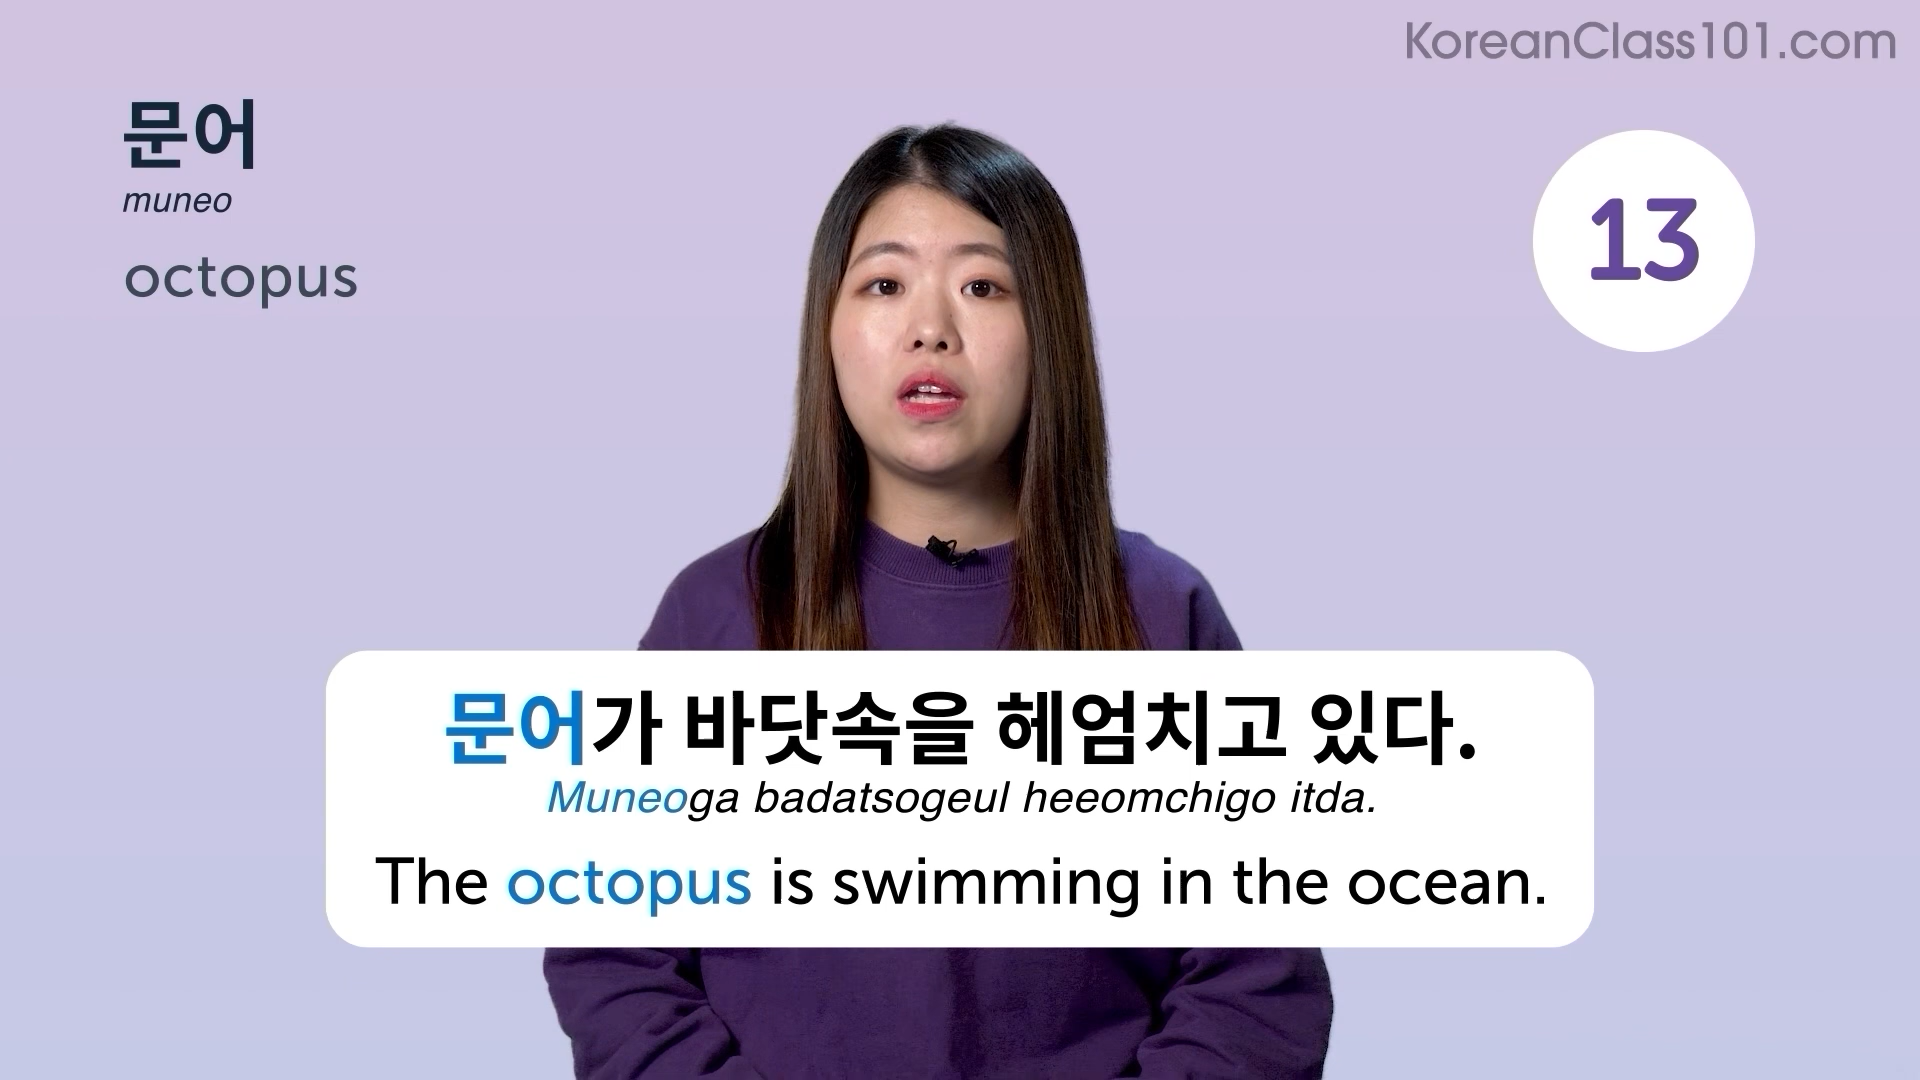 KoreanClass101.com
문어
muneo
octopus
13
문어가 바닷속을 헤엄치고 있다.
Muneoga badatsogeul heeomchigo itda.
The octopus is swimming in the ocean.